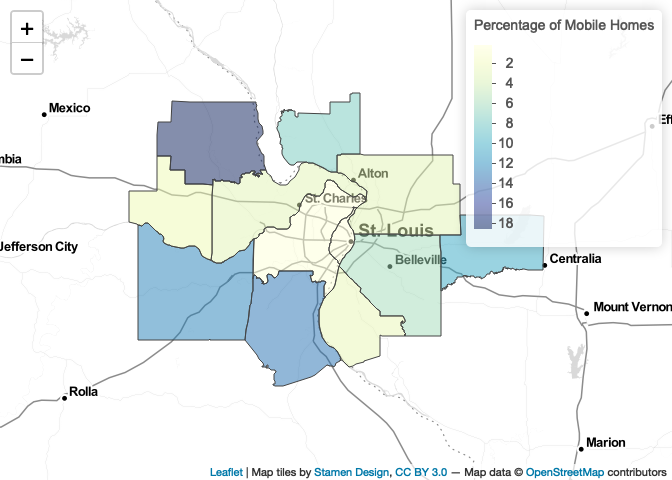 +
−
Percentage of Mobile Homes
2
4
6
8
10
12
14
16
18
Mexico
Eff
mbia
Alton
St. Charles
St. Louis
Jefferson City
Belleville
Centralia
Mount Vernon
Rolla
Marion
Leaflet | Map tiles by Stamen Design, CC BY 3.0 — Map data © OpenStreetMap contributors